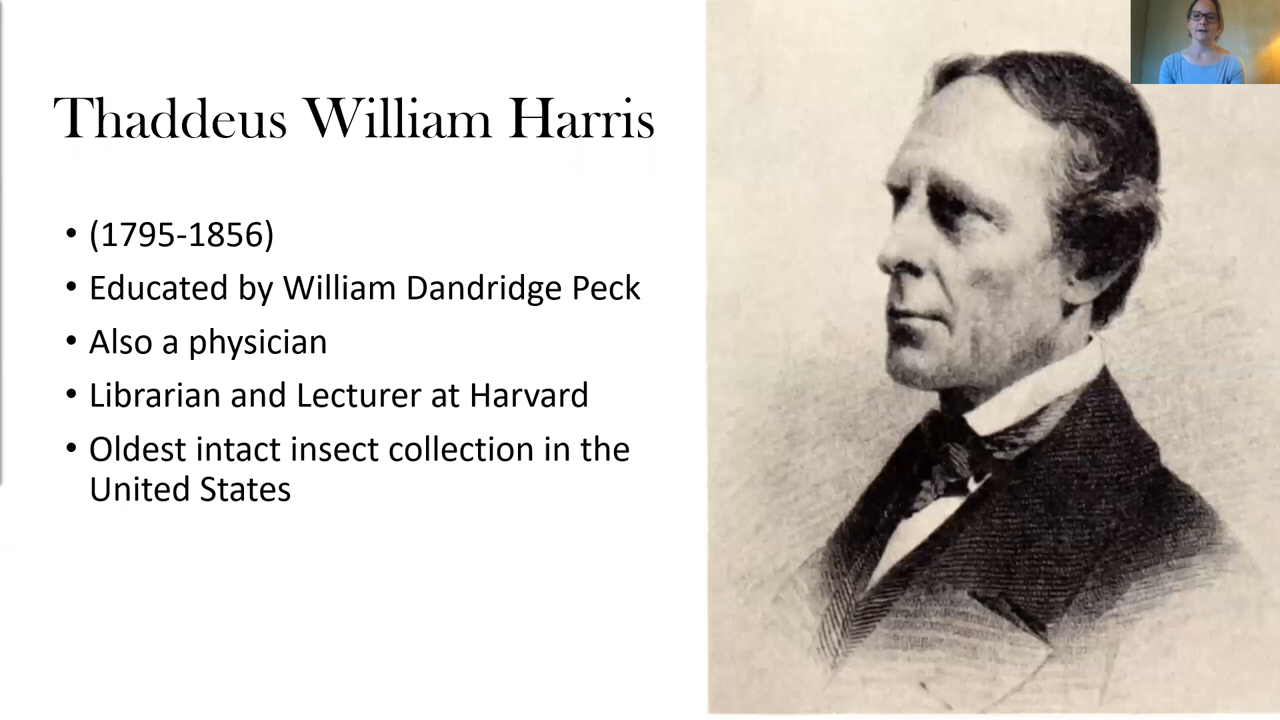 Thaddeus William Harris
• (1795-1856)
• Educated by William Dandridge Peck
• Also a physician
• Librarian and Lecturer at Harvard
• Oldest intact insect collection in the
United States